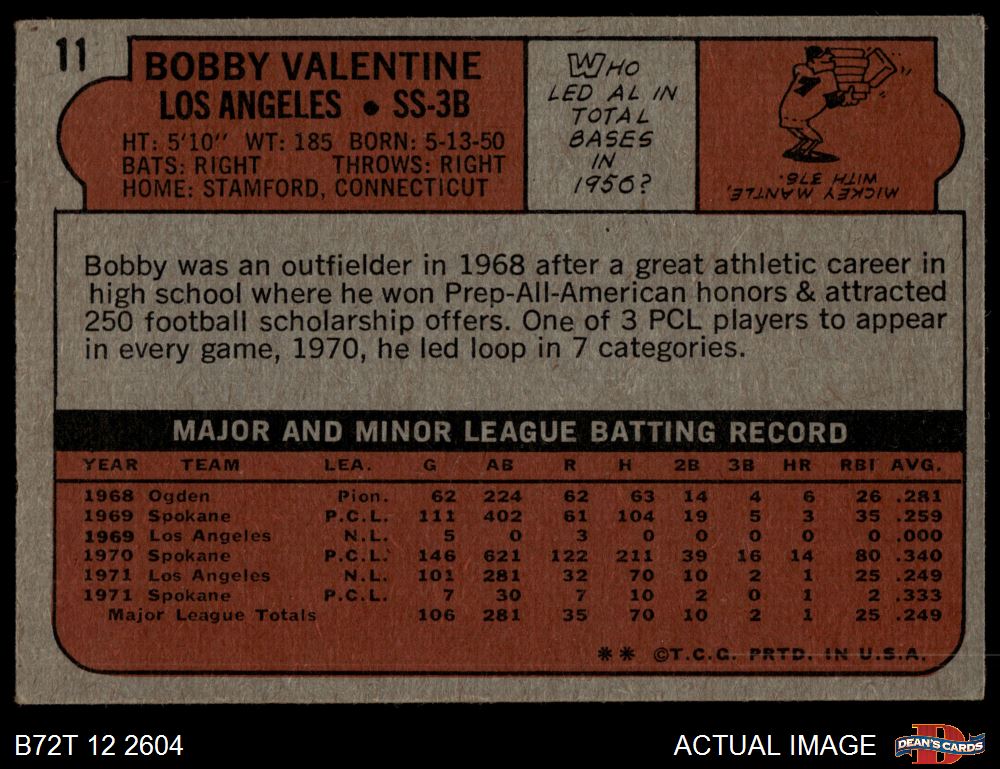 11
BOBBY VALENTINE
LOS ANGELES • SS-3B
HT: 5'10" WT: 185 BORN: 5-13-50
BATS: RIGHT THROWS: RIGHT
HOME: STAMFORD, CONNECTICUT
WHO
LED AL IN
TOTAL
BASES
IN
1956?
MICKEY MANTLE,
WITH 376.
7
Bobby was an outfielder in 1968 after a great athletic career in
high school where he won Prep-All-American honors & attracted
250 football scholarship offers. One of 3 PCL players to appear
in every game, 1970, he led loop in 7 categories.
MAJOR AND MINOR LEAGUE BATTING RECORD
YEAR TEAM LEA. G AB R H 2B 3B HR RBI AVG.
1968 Ogden Pion. 62 224 62 63 14 4 6 26 .281
1969 Spokane P.C.L. 111 402 61 104 19 5 3 35 .259
1969 Los Angeles N.L. 5 0 3 0 0 0 0 0 .000
1970 Spokane P.C.L. 146 621 122 211 39 16 14 80 .340
1971 Los Angeles N.L. 101 281 32 70 10 2 1 25 .249
1971 Spokane P.C.L. 7 30 7 10 2 0 1 2 .333
Major League Totals 106 281 35 70 10 2 1 25 .249
** ©T.C.G. PRTD. IN U.S.A.
B72T 12 2604
ACTUAL IMAGE
D
DEAN'S CARDS